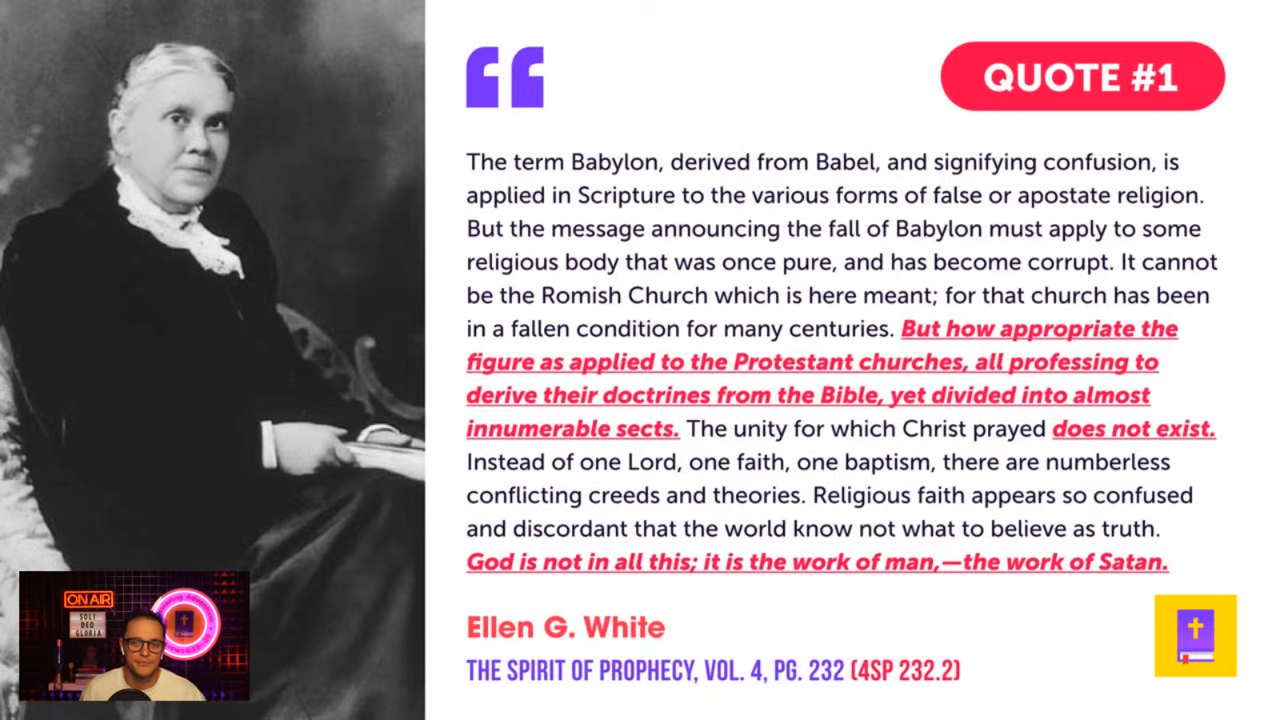 QUOTE #1
The term Babylon, derived from Babel, and signifying confusion, is
applied in Scripture to the various forms of false or apostate religion.
But the message announcing the fall of Babylon must apply to some
religious body that was once pure, and has become corrupt. It cannot
be the Romish Church which is here meant; for that church has been
in a fallen condition for many centuries. But how appropriate the
figure as applied to the Protestant churches, all professing to
derive their doctrines from the Bible, yet divided into almost
innumerable sects. The unity for which Christ prayed does not exist.
Instead of one Lord, one faith, one baptism, there are numberless
conflicting creeds and theories. Religious faith appears so confused
and discordant that the world know not what to believe as truth.
God is not in all this; it is the work of man,—the work of Satan.
Ellen G. White
THE SPIRIT OF PROPHECY, VOL. 4, PG. 232 (4SP 232.2)
ON AIR
SOLI
DEO
GLORIA